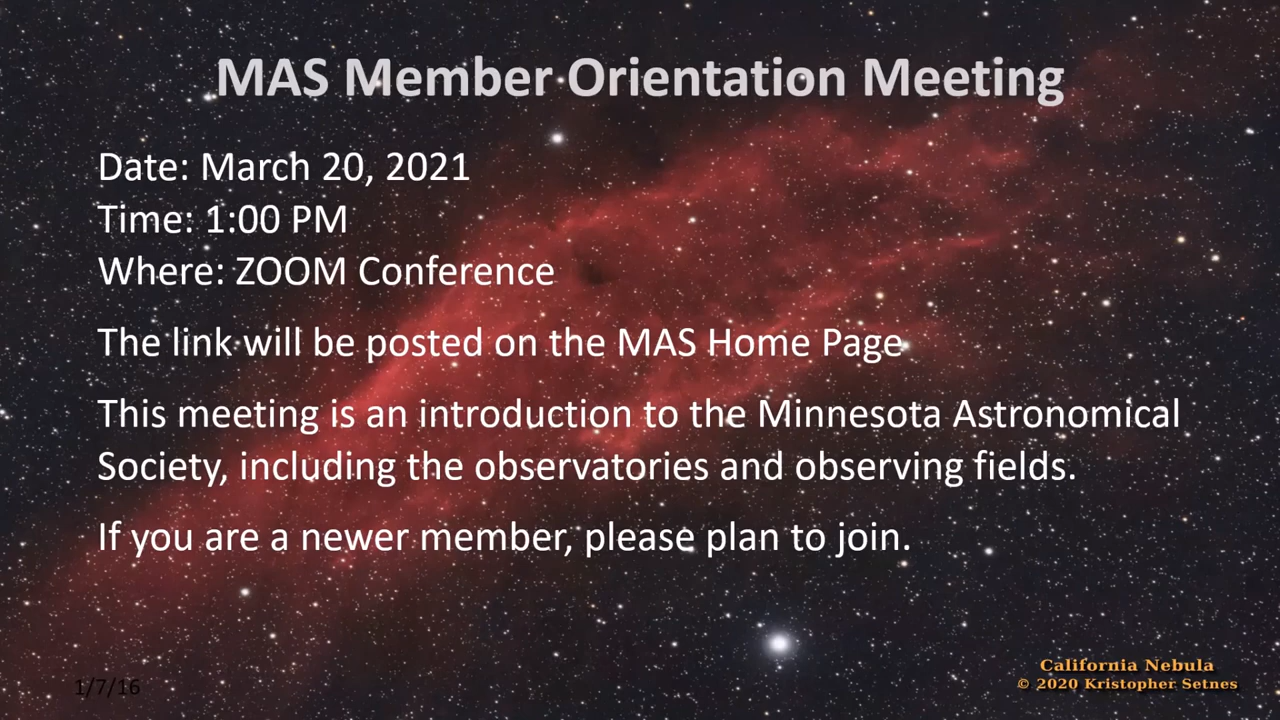 MAS Member Orientation Meeting
Date: March 20, 2021
Time: 1:00 PM
Where: ZOOM Conference
The link will be posted on the MAS Home Page
This meeting is an introduction to the Minnesota Astronomical
Society, including the observatories and observing fields.
If you are a newer member, please plan to join.
California Nebula
© 2020 Kristopher Setnes
1/7/16